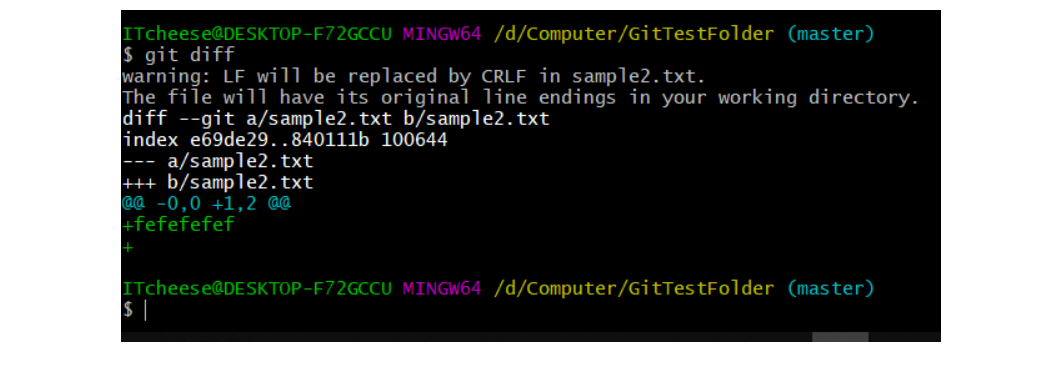 ITcheese@DESKTOP-F72GCCU MINGW64 /d/Computer/GitTestFolder (master)
$ git diff
warning: LF will be replaced by CRLF in sample2.txt.
The file will have its original line endings in your working directory.
diff --git a/sample2.txt b/sample2.txt
index e69de29..840111b 100644
--- a/sample2.txt
+++ b/sample2.txt
@@ -0,0 +1,2 @@
+fefefefef
+
ITcheese@DESKTOP-F72GCCU MINGW64 /d/Computer/GitTestFolder (master)
$